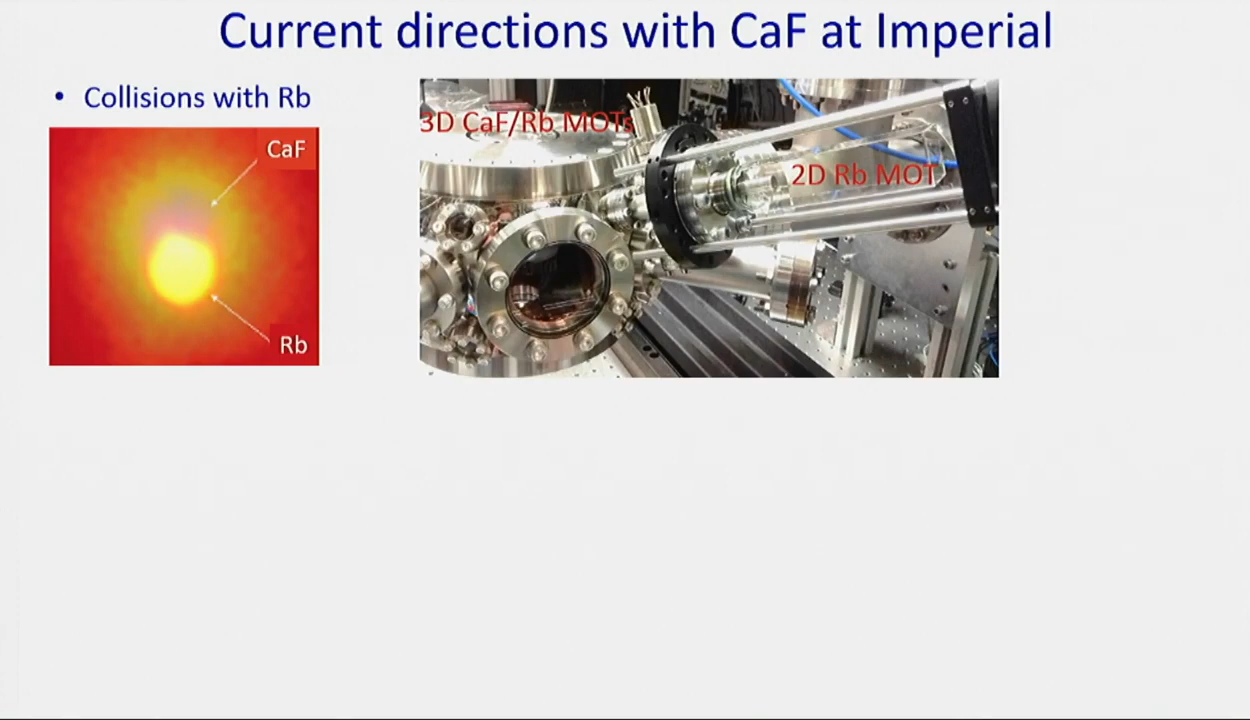 Current directions with CaF at Imperial
• Collisions with Rb
CaF
Rb
3D CaF/Rb MOTs
2D Rb MOT